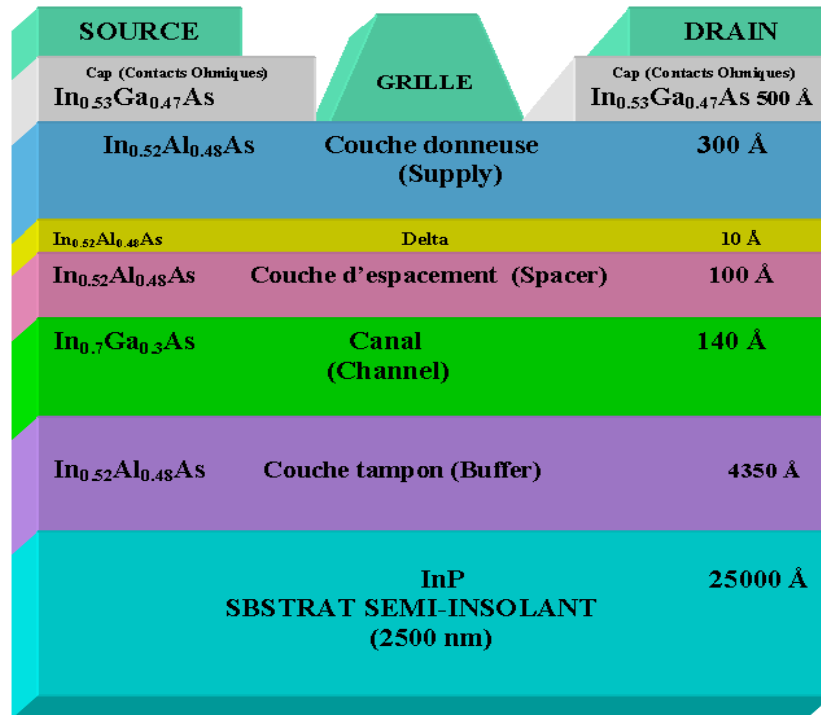 SOURCE
DRAIN
Cap (Contacts Ohmiques)
In0.53Ga0.47As
GRILLE
Cap (Contacts Ohmiques)
In0.53Ga0.47As 500 Å
In0.52Al0.48As Couche donneuse 300 Å
(Supply)
In0.52Al0.48As Delta 10 Å
In0.52Al0.48As Couche d'espacement (Spacer) 100 Å
In0.7Ga0.3As Canal 140 Å
(Channel)
In0.52Al0.48As Couche tampon (Buffer) 4350 Å
InP 25000 Å
SBSTRAT SEMI-INSOLANT
(2500 nm)